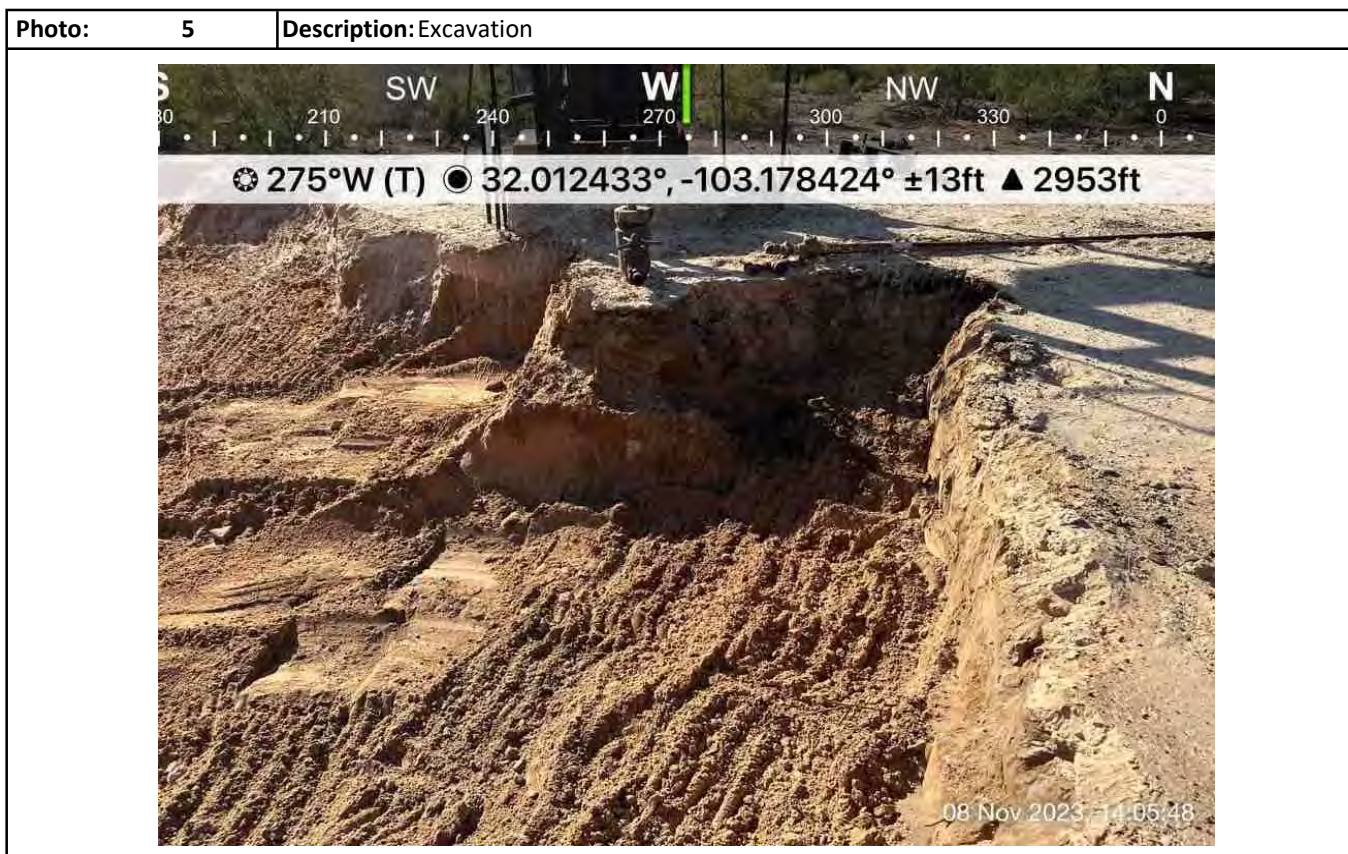 Photo: 5 Description: Excavation
S SW W NW N
30 210 240 270 300 330 0
275°W (T) 32.012433°, -103.178424° ±13ft ▲ 2953ft
08 Nov 2023, 14:05:48